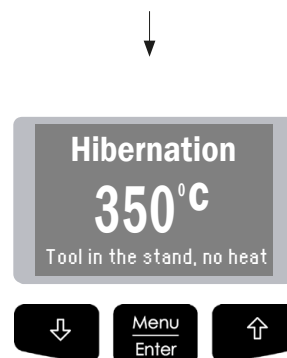 Hibernation
350°C
Tool in the stand, no heat
Menu
Enter